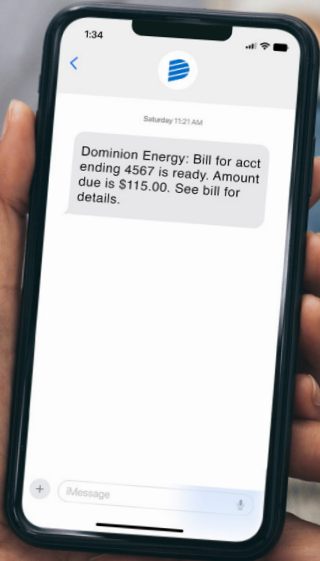 1:34
Saturday 11:21 AM
Dominion Energy: Bill for acct
ending 4567 is ready. Amount
due is $115.00. See bill for
details.
iMessage